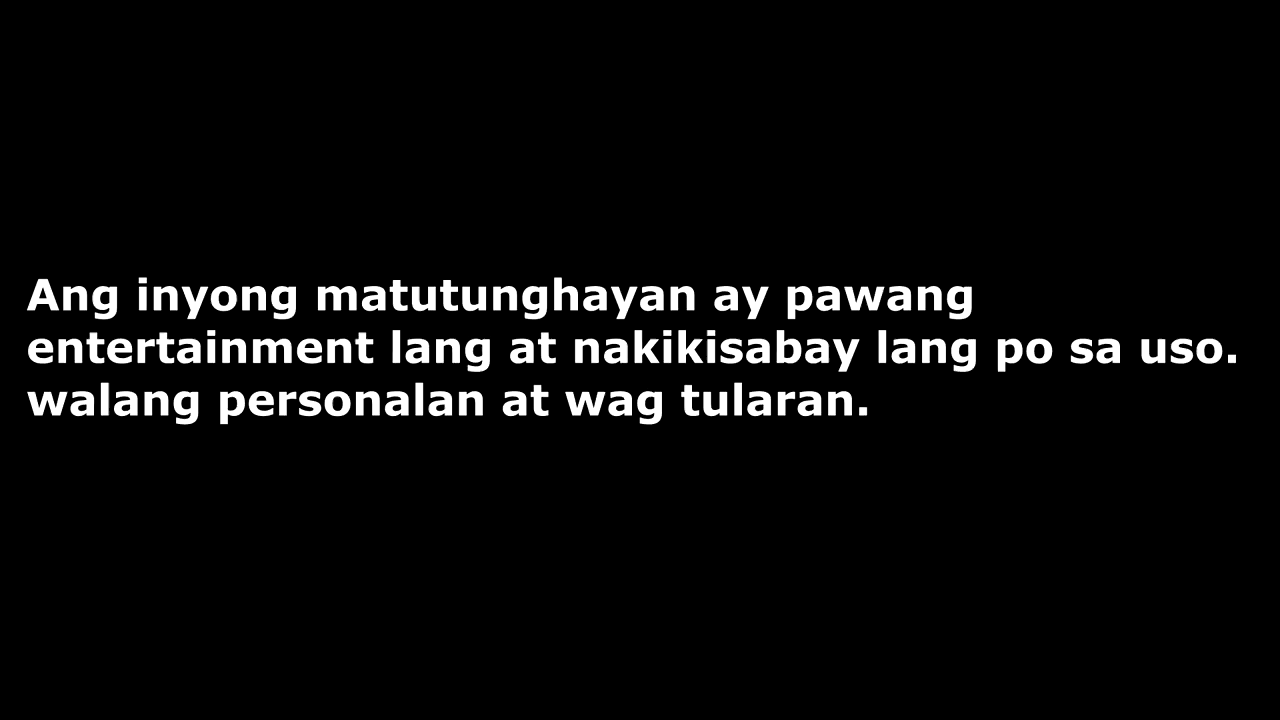 Ang inyong matutunghayan ay pawang
entertainment lang at nakikisabay lang po sa uso.
walang personalan at wag tularan.